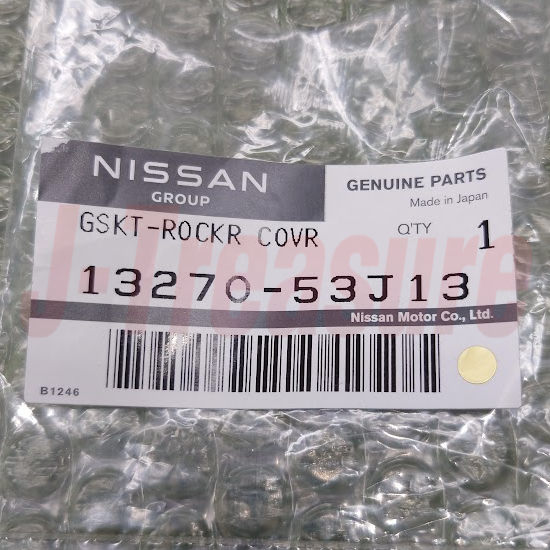 NISSAN
GROUP
GENUINE PARTS
Made in Japan
GSKT-ROCKR COVR
Q'TY 1
13270-53J13
Nissan Motor Co., Ltd.
B1246
J-Treasure